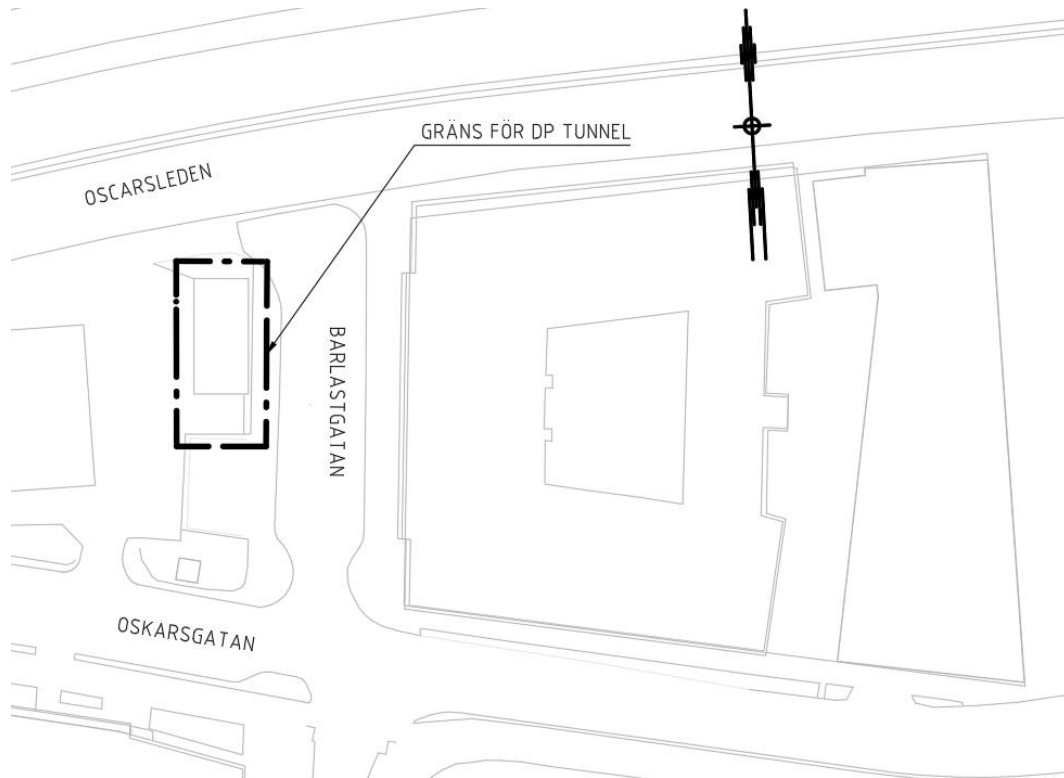 GRÄNS FÖR DP TUNNEL
OSCARSLEDEN
BARLASTGATAN
OSKARSGATAN